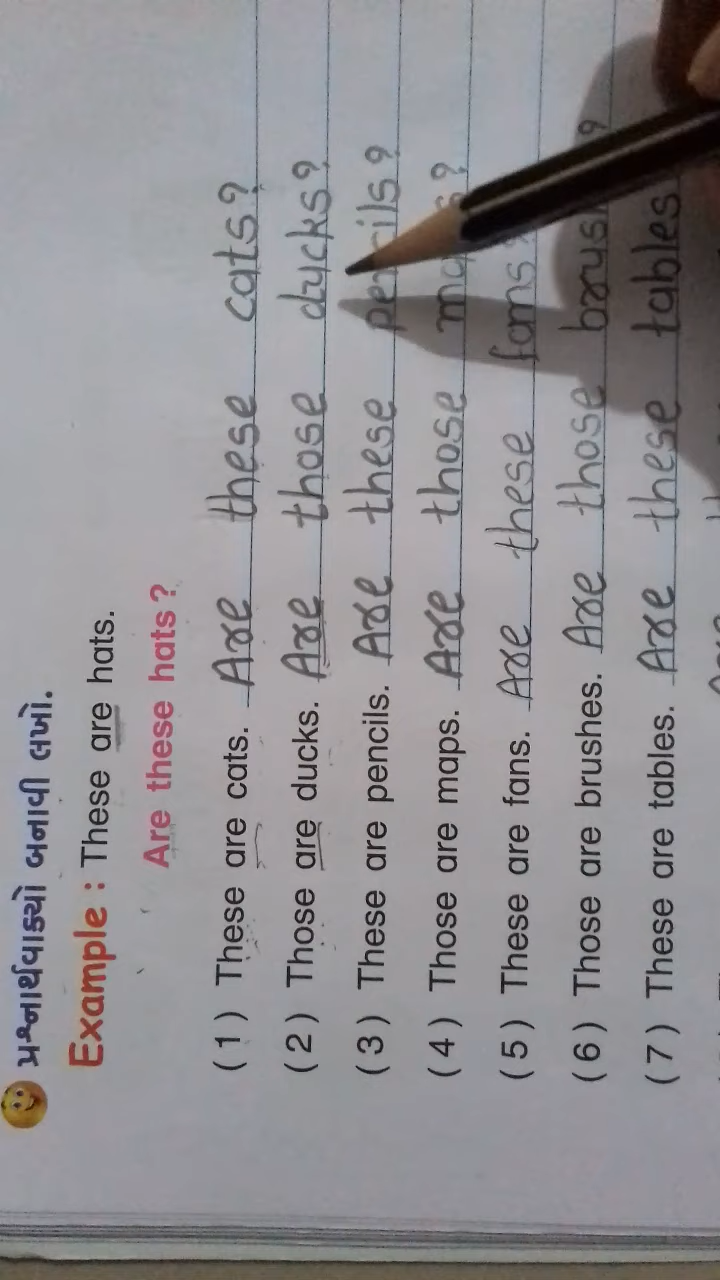 પ્રશ્નાર્થવાક્યો બનાવી લખો.
Example : These are hats.
Are these hats ?
(1) These are cats. Are these cats?
(2) Those are ducks. Are those ducks?
(3) These are pencils. Are these pencils?
(4) Those are maps. Are those ?
(5) These are fans. Are these fans?
(6) Those are brushes. Are those ?
(7) These are tables. Are these tables